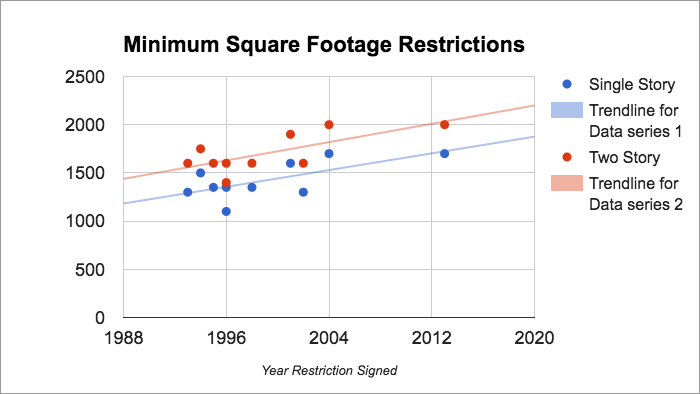 Minimum Square Footage Restrictions
2500
2000
1500
1000
500
0
1988
1996
2004
2012
2020
Year Restriction Signed
Single Story
Trendline for
Data series 1
Two Story
Trendline for
Data series 2